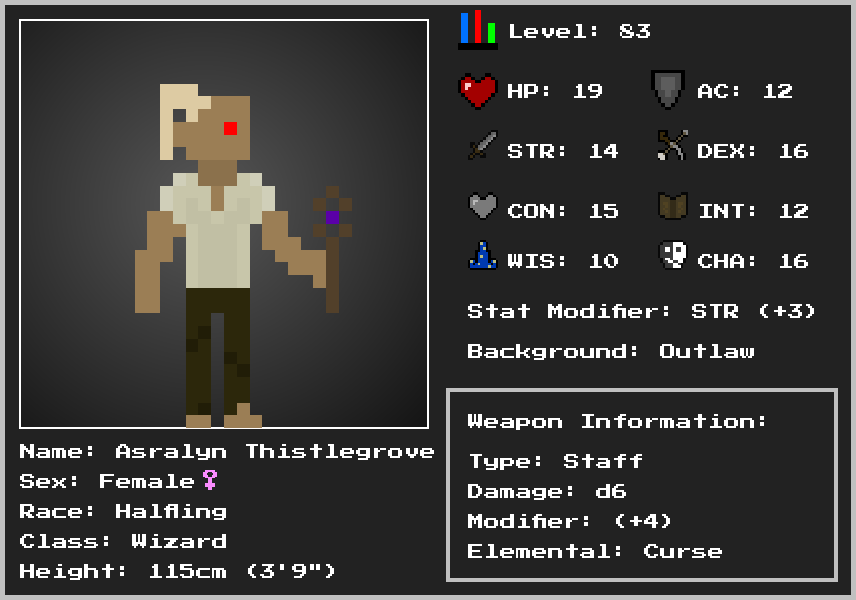 Level: 83
HP: 19 AC: 12
STR: 14 DEX: 16
CON: 15 INT: 12
WIS: 10 CHA: 16
Stat Modifier: STR (+3)
Background: Outlaw
Weapon Information:
Type: Staff
Damage: d6
Modifier: (+4)
Elemental: Curse
Name: Asralyn Thistlegrove
Sex: Female♀
Race: Halfling
Class: Wizard
Height: 115cm (3'9")